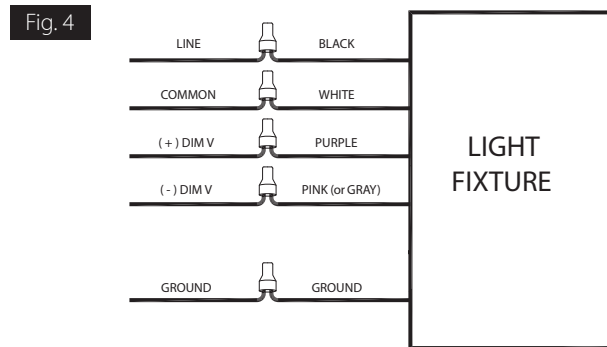 Fig. 4
LINE BLACK
COMMON WHITE
( + ) DIM V PURPLE
( - ) DIM V PINK (or GRAY)
GROUND GROUND
LIGHT
FIXTURE